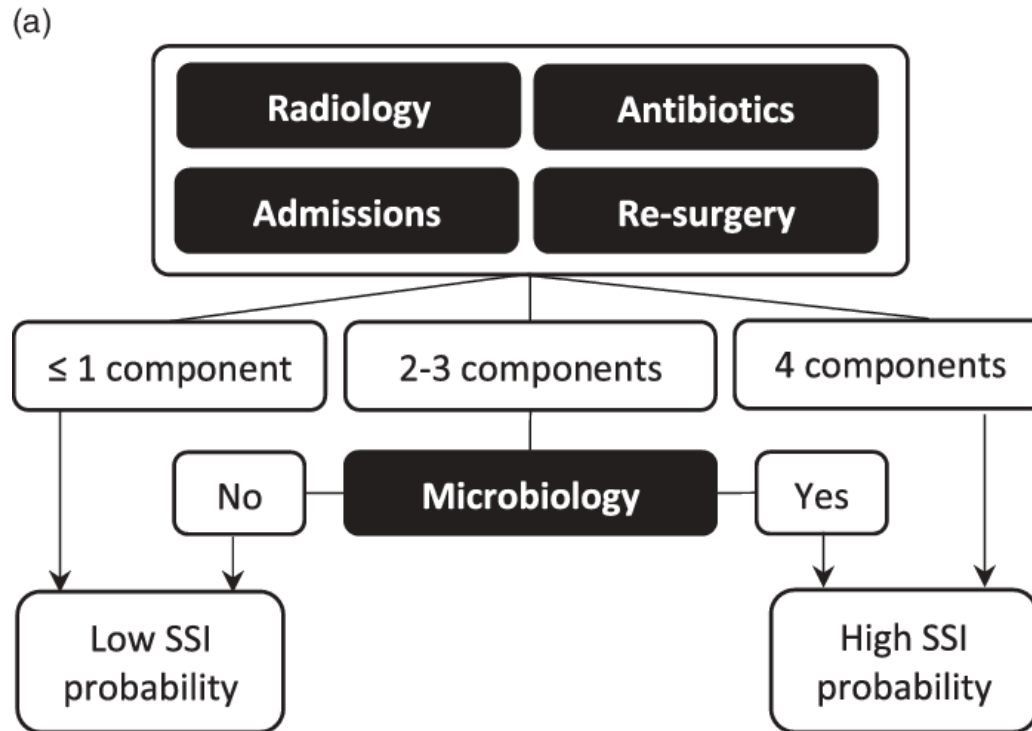 (a)
Radiology
Antibiotics
Admissions
Re-surgery
≤ 1 component
2-3 components
4 components
No
Microbiology
Yes
Low SSI
probability
High SSI
probability